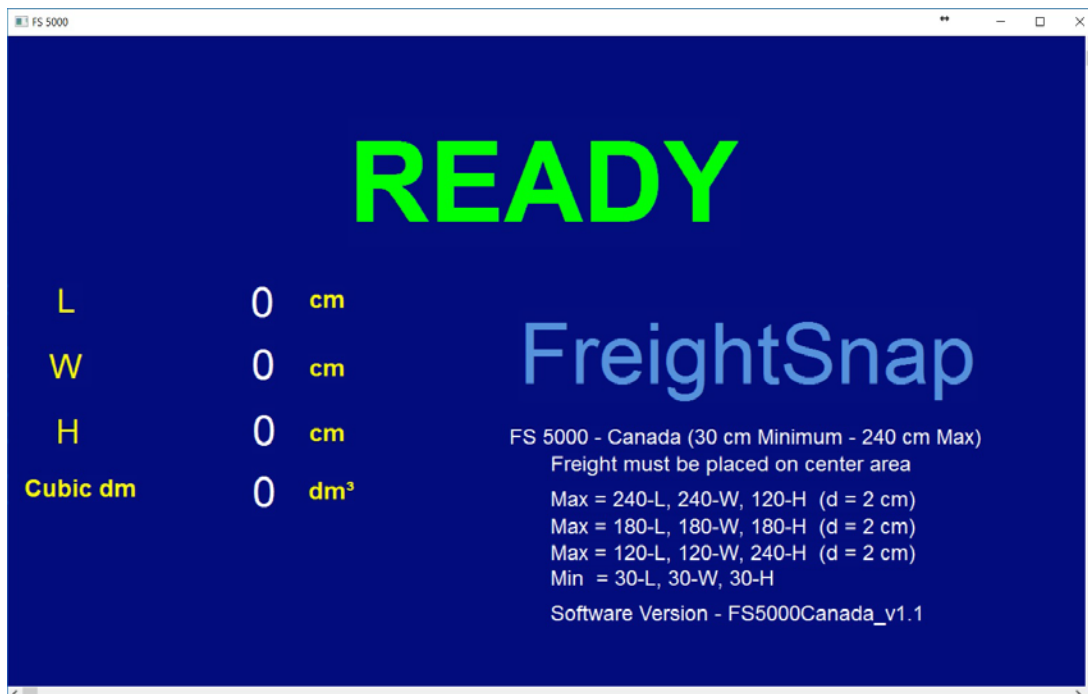 FS 5000
READY
L 0 cm
W 0 cm
H 0 cm
Cubic dm 0 dm³
FreightSnap
FS 5000 - Canada (30 cm Minimum - 240 cm Max)
Freight must be placed on center area
Max = 240-L, 240-W, 120-H (d = 2 cm)
Max = 180-L, 180-W, 180-H (d = 2 cm)
Max = 120-L, 120-W, 240-H (d = 2 cm)
Min = 30-L, 30-W, 30-H
Software Version - FS5000Canada_v1.1